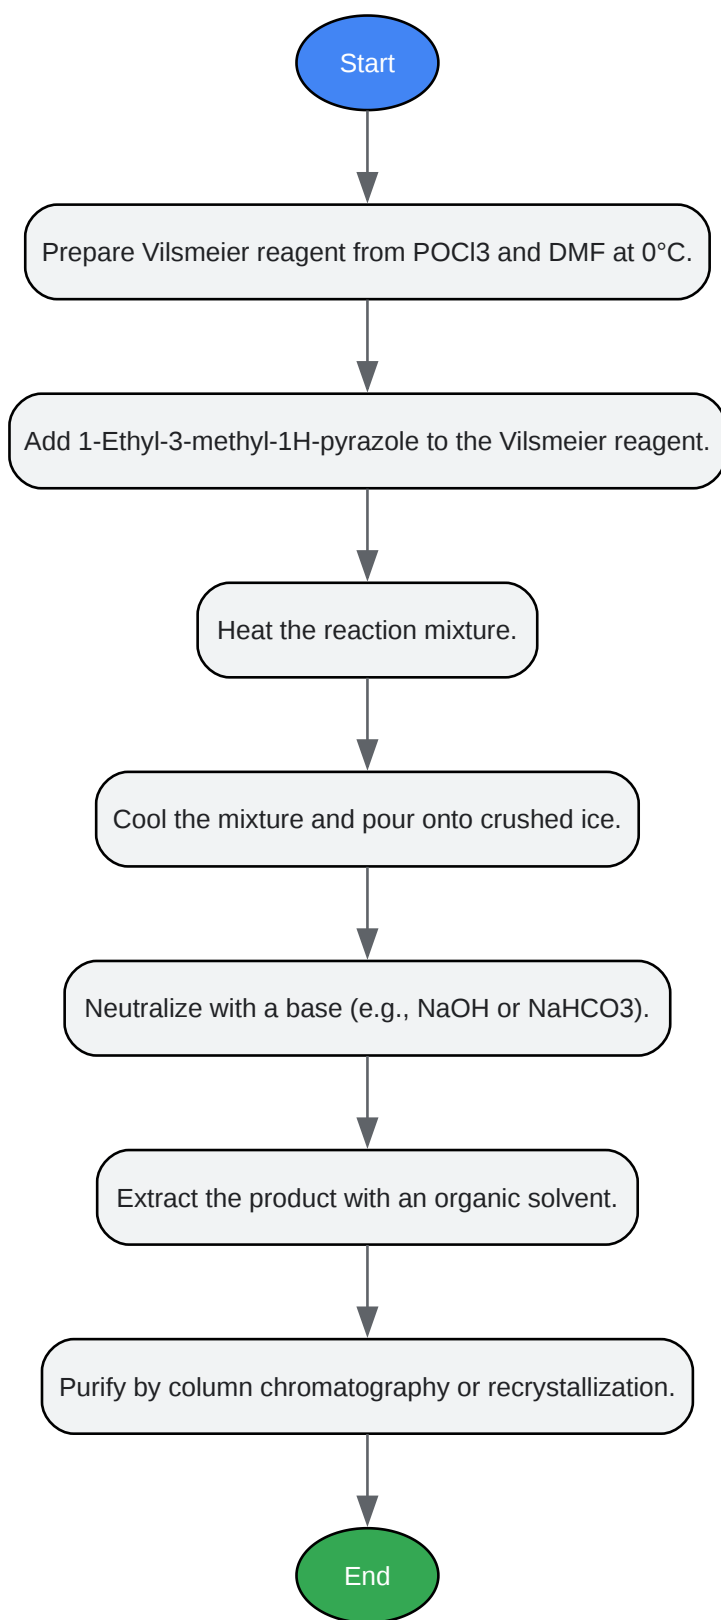 Start
Prepare Vilsmeier reagent from POCl3 and DMF at 0°C.
Add 1-Ethyl-3-methyl-1H-pyrazole to the Vilsmeier reagent.
Heat the reaction mixture.
Cool the mixture and pour onto crushed ice.
Neutralize with a base (e.g., NaOH or NaHCO3).
Extract the product with an organic solvent.
Purify by column chromatography or recrystallization.
End